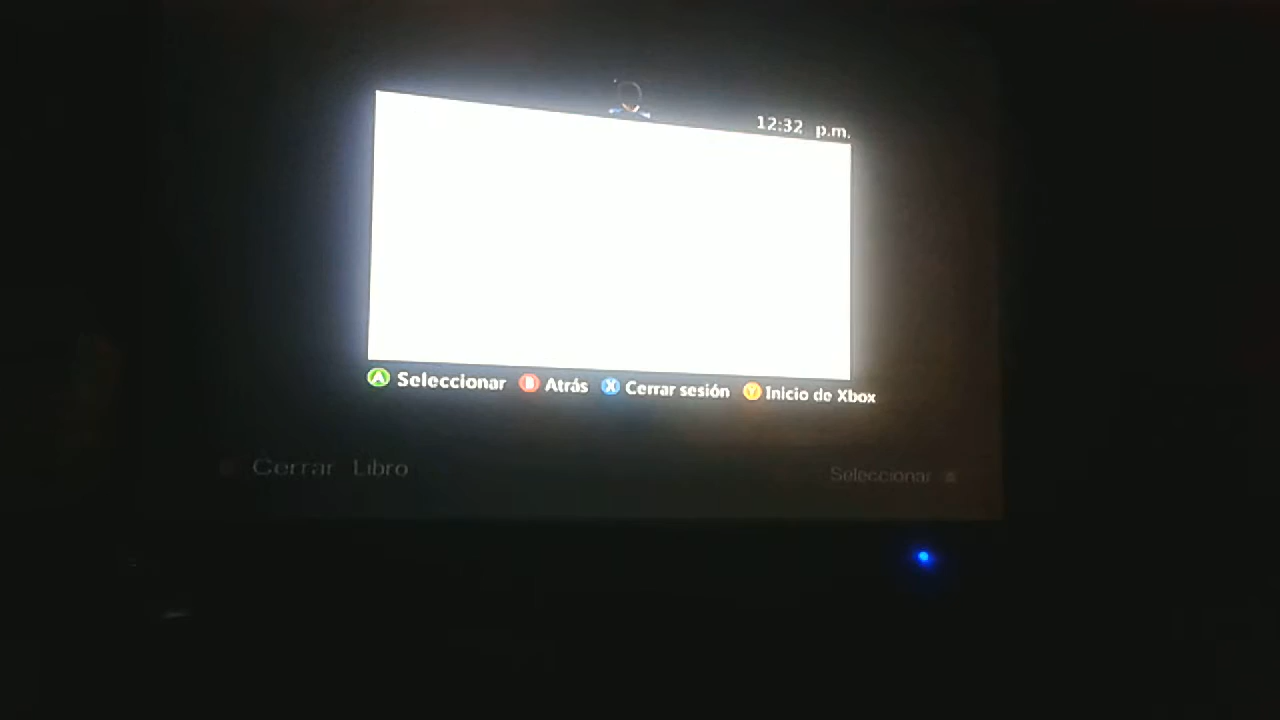 12:32 p.m.
A Seleccionar B Atrás X Cerrar sesión Y Inicio de Xbox
Cerrar Libro
Seleccionar